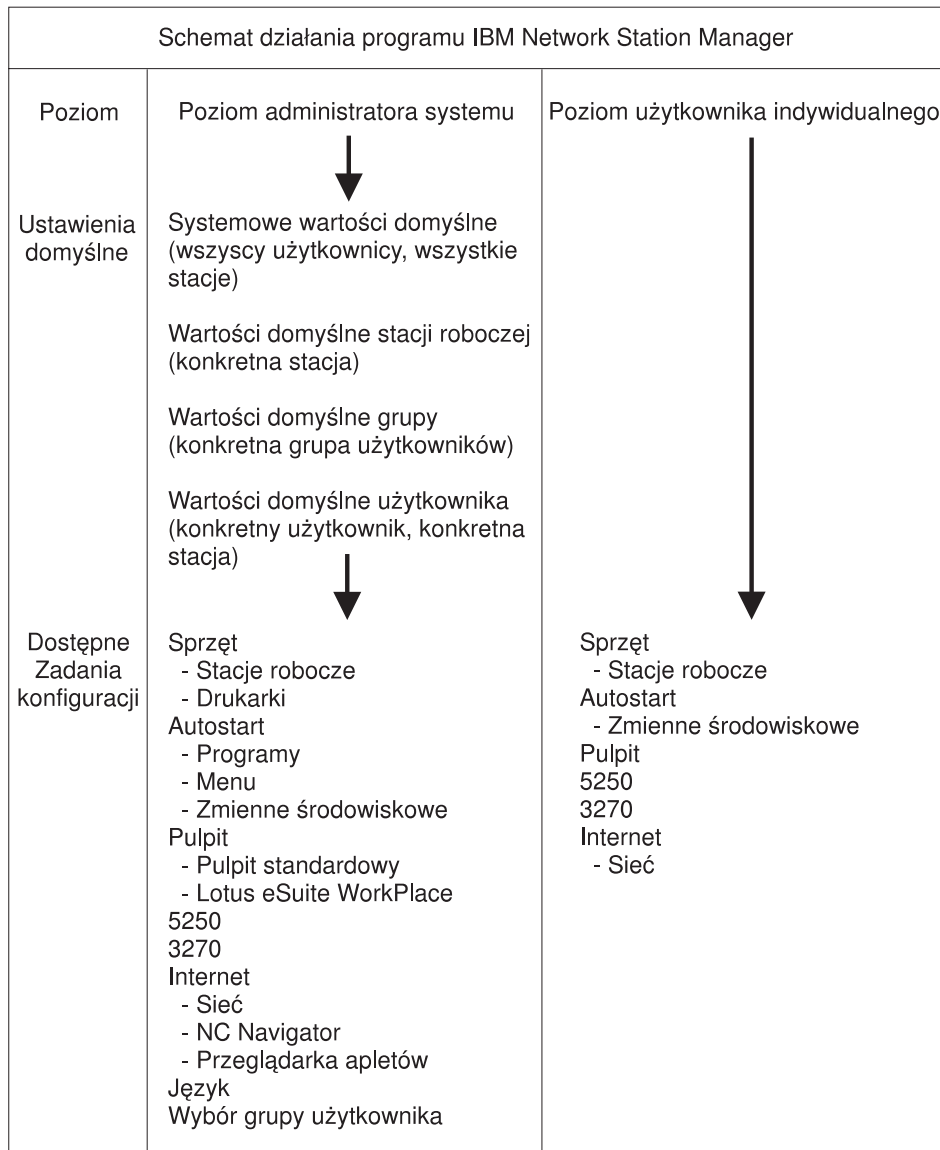 Schemat działania programu IBM Network Station Manager
Poziom
Poziom administratora systemu
Poziom użytkownika indywidualnego
Ustawienia
domyślne
Systemowe wartości domyślne
(wszyscy użytkownicy, wszystkie
stacje)
Wartości domyślne stacji roboczej
(konkretna stacja)
Wartości domyślne grupy
(konkretna grupa użytkowników)
Wartości domyślne użytkownika
(konkretny użytkownik, konkretna
stacja)
Dostępne
Zadania
konfiguracji
Sprzęt
- Stacje robocze
- Drukarki
Autostart
- Programy
- Menu
- Zmienne środowiskowe
Pulpit
- Pulpit standardowy
- Lotus eSuite WorkPlace
5250
3270
Internet
- Sieć
- NC Navigator
- Przeglądarka apletów
Język
Wybór grupy użytkownika
Sprzęt
- Stacje robocze
Autostart
- Zmienne środowiskowe
Pulpit
5250
3270
Internet
- Sieć